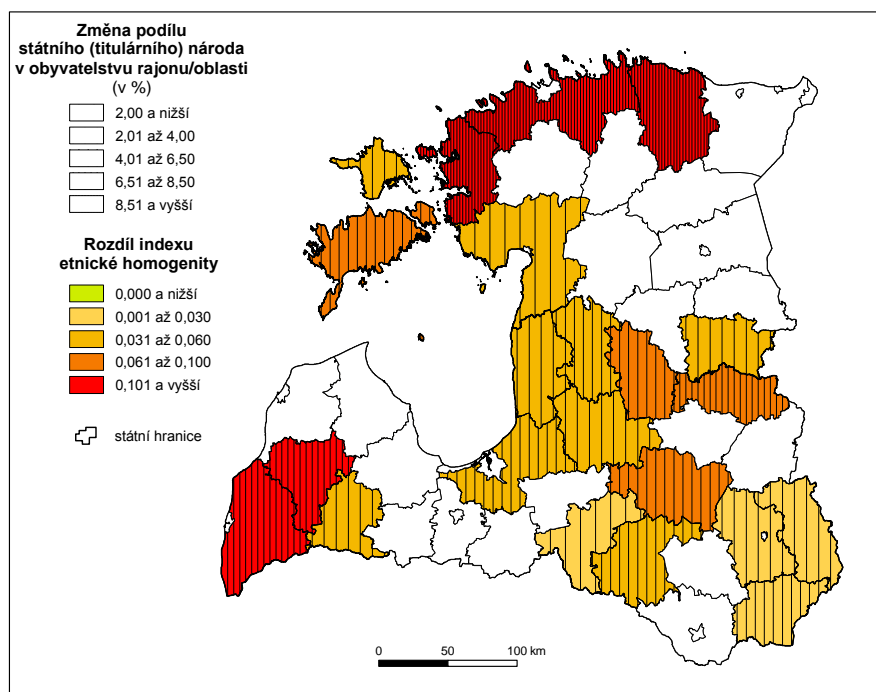 Změna podílu
státního (titulárního) národa
v obyvatelstvu rajonu/oblasti
(v %)
2,00 a nižší
2,01 až 4,00
4,01 až 6,50
6,51 až 8,50
8,51 a vyšší
Rozdíl indexu
etnické homogenity
0,000 a nižší
0,001 až 0,030
0,031 až 0,060
0,061 až 0,100
0,101 a vyšší
státní hranice
0 50 100 km